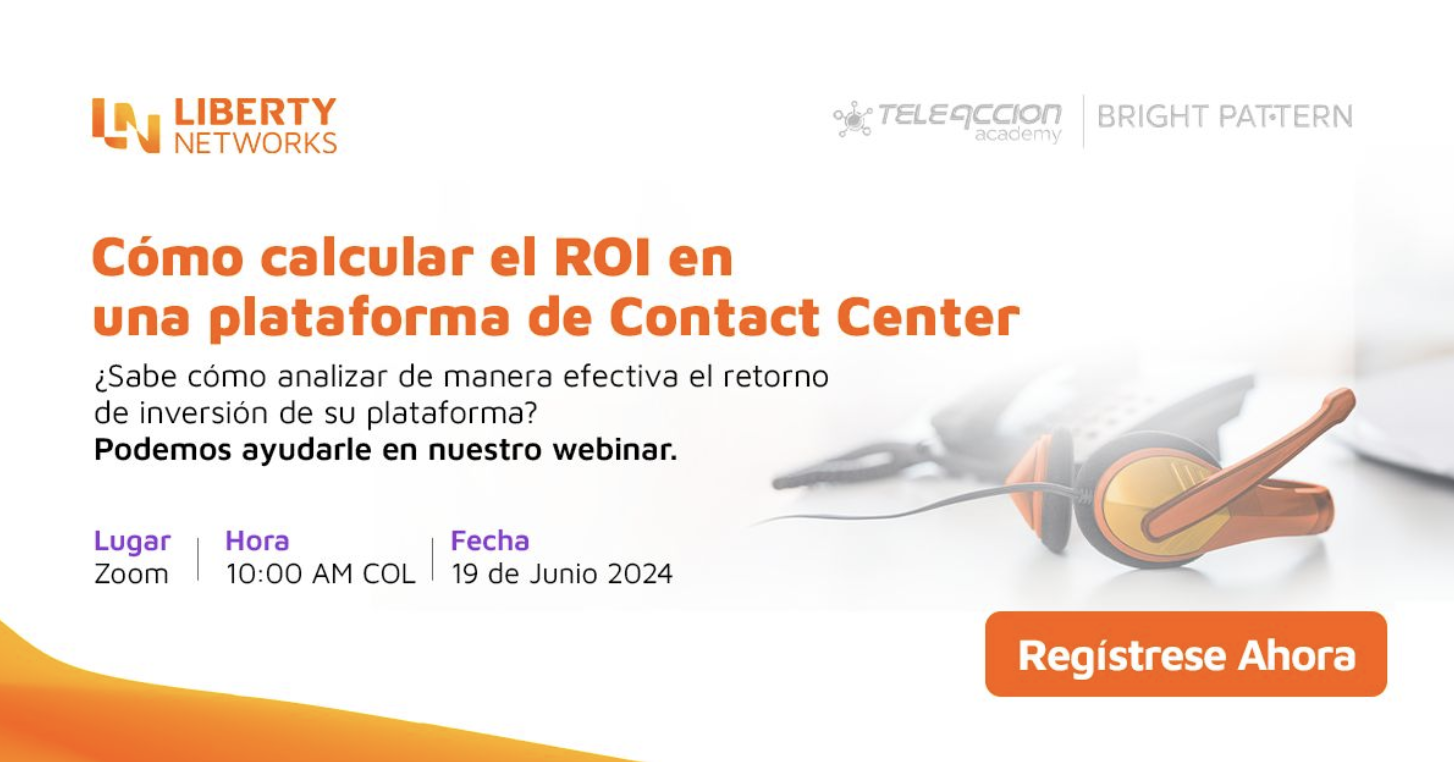 LIBERTY
NETWORKS
TELEACCION
academy
BRIGHT PATTERN
Cómo calcular el ROI en
una plataforma de Contact Center
¿Sabe cómo analizar de manera efectiva el retorno
de inversión de su plataforma?
Podemos ayudarle en nuestro webinar.
Lugar
Zoom
Hora
10:00 AM COL
Fecha
19 de Junio 2024
Regístrese Ahora